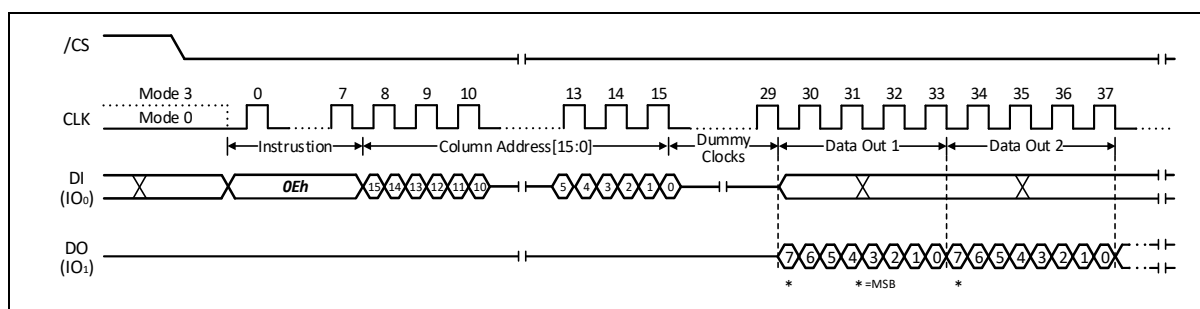 /CS
Mode 3 0 7 8 9 10 13 14 15 29 30 31 32 33 34 35 36 37
CLK Mode 0
Instrustion Column Address[15:0] Dummy Clocks Data Out 1 Data Out 2
DI (IO0) 0Eh 15 14 13 12 11 10 5 4 3 2 1 0
DO (IO1) 7 6 5 4 3 2 1 0 7 6 5 4 3 2 1 0
* * =MSB *